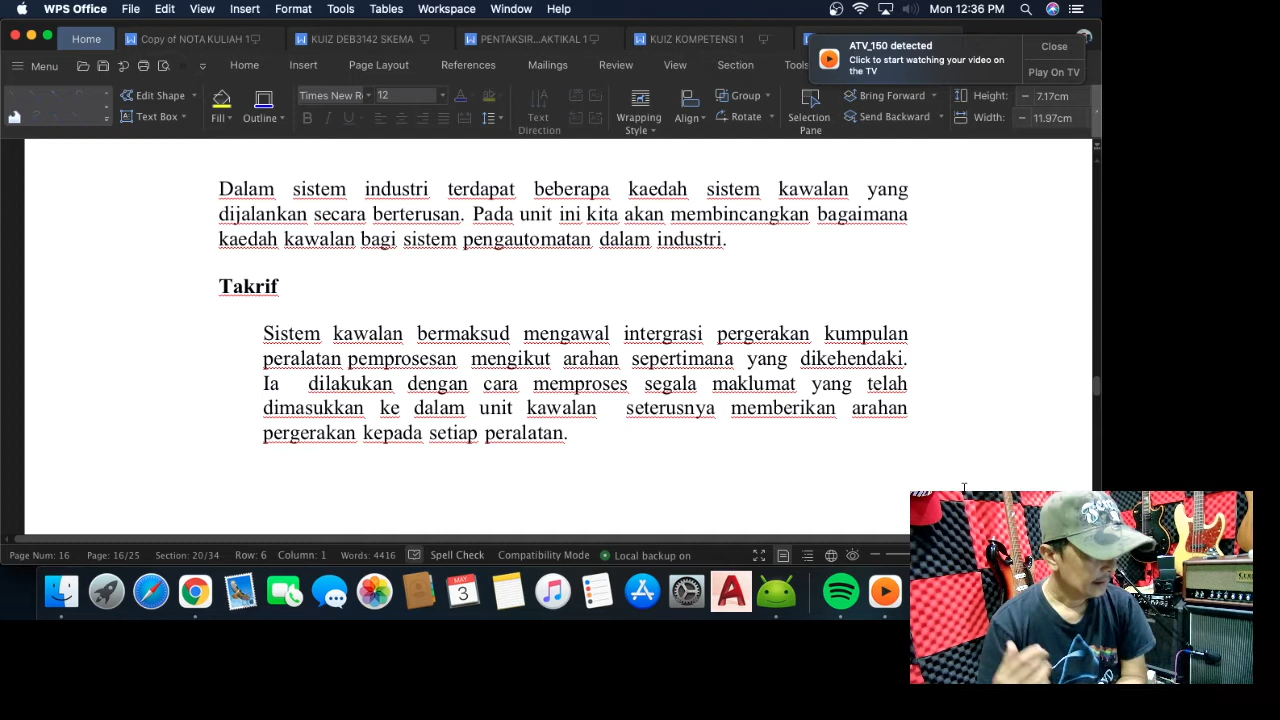 WPS Office File Edit View Insert Format Tools Tables Workspace Window Help Mon 12:36 PM
Home Copy of NOTA KULIAH 1 KUIZ DEB3142 SKEMA PENTAKSIR...AKTIKAL 1 KUIZ KOMPETENSI 1
ATV_150 detected
Click to start watching your video on
the TV
Close
Play On TV
Menu Home Insert Page Layout References Mailings Review View Section Tools
Edit Shape Times New R 12 Group Bring Forward Height: 7.17cm
Text Box Fill Outline B I U Text Direction Wrapping Style Align Rotate Selection Pane Send Backward Width: 11.97cm
Dalam sistem industri terdapat beberapa kaedah sistem kawalan yang
dijalankan secara berterusan. Pada unit ini kita akan membincangkan bagaimana
kaedah kawalan bagi sistem pengautomatan dalam industri.
Takrif
Sistem kawalan bermaksud mengawal intergrasi pergerakan kumpulan
peralatan pemprosesan mengikut arahan sepertimana yang dikehendaki.
Ia dilakukan dengan cara memproses segala maklumat yang telah
dimasukkan ke dalam unit kawalan seterusnya memberikan arahan
pergerakan kepada setiap peralatan.
Page Num: 16 Page: 16/25 Section: 20/34 Row: 6 Column: 1 Words: 4416 Spell Check Compatibility Mode Local backup on
MAY
3